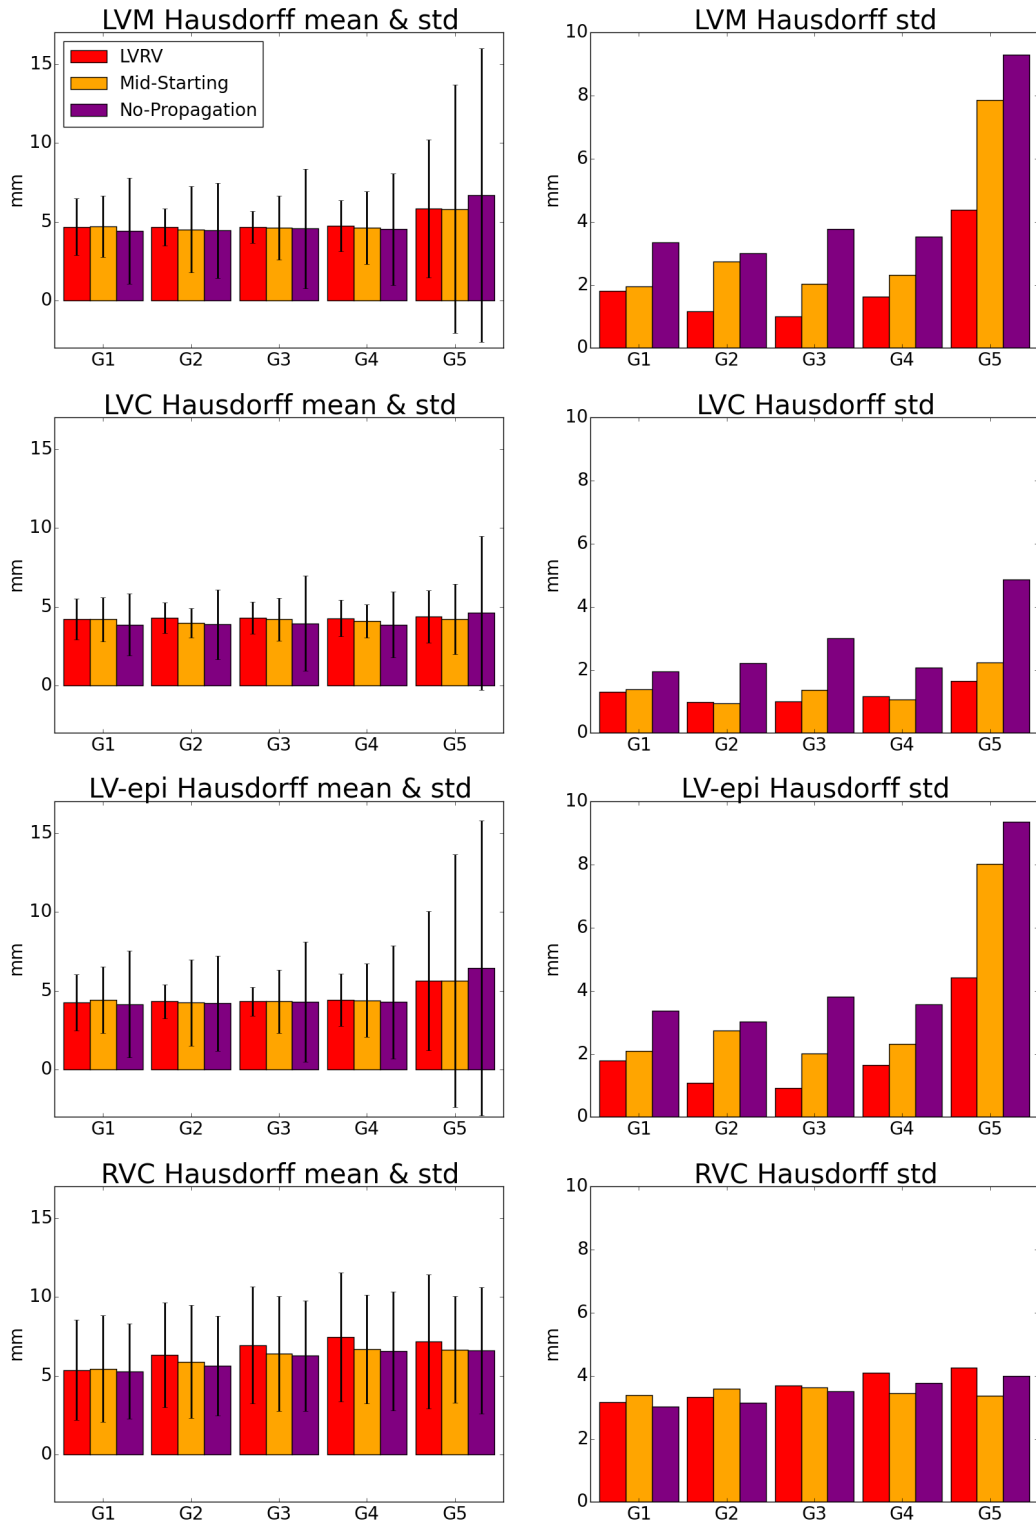 LVM Hausdorff mean & std
mm
15
10
5
0
LVRV
Mid-Starting
No-Propagation
G1 G2 G3 G4 G5
LVM Hausdorff std
mm
10
8
6
4
2
0
G1 G2 G3 G4 G5
LVC Hausdorff mean & std
mm
15
10
5
0
G1 G2 G3 G4 G5
LVC Hausdorff std
mm
10
8
6
4
2
0
G1 G2 G3 G4 G5
LV-epi Hausdorff mean & std
mm
15
10
5
0
G1 G2 G3 G4 G5
LV-epi Hausdorff std
mm
10
8
6
4
2
0
G1 G2 G3 G4 G5
RVC Hausdorff mean & std
mm
15
10
5
0
G1 G2 G3 G4 G5
RVC Hausdorff std
mm
10
8
6
4
2
0
G1 G2 G3 G4 G5